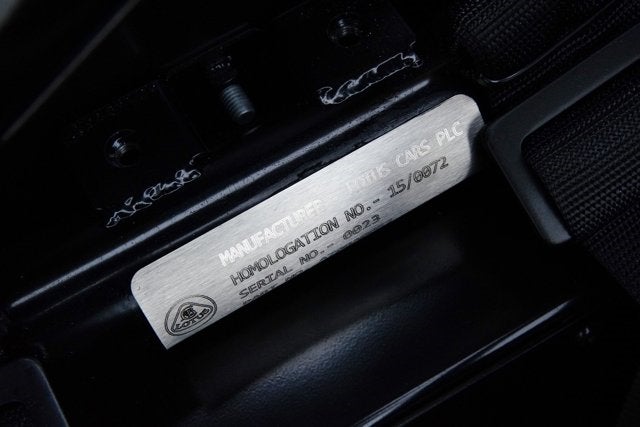 MANUFACTURER - LOTUS CARS PLC
HOMOLOGATION NO.- 15/0072
SERIAL NO.- 0023
LOTUS